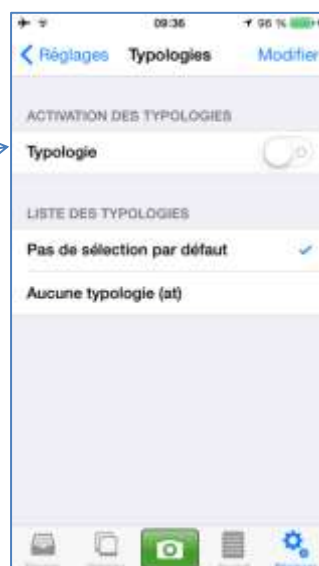 09:36 98 %
Réglages Typologies Modifier
ACTIVATION DES TYPOLOGIES
Typologie
LISTE DES TYPOLOGIES
Pas de sélection par défaut
Aucune typologie (at)